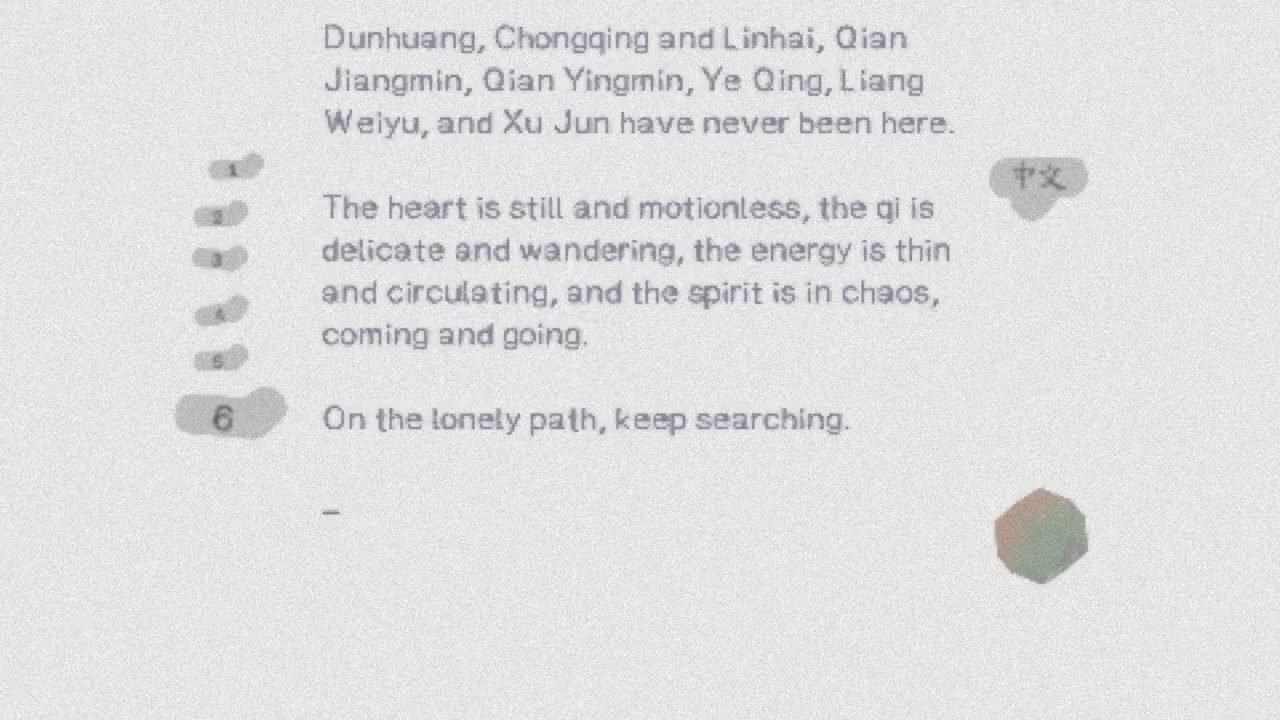 Dunhuang, Chongqing and Linhai, Qian
Jiangmin, Qian Yingmin, Ye Qing, Liang
Weiyu, and Xu Jun have never been here.
1
中文
2
The heart is still and motionless, the qi is
delicate and wandering, the energy is thin
3
and circulating, and the spirit is in chaos,
4
coming and going.
5
6
On the lonely path, keep searching.
–